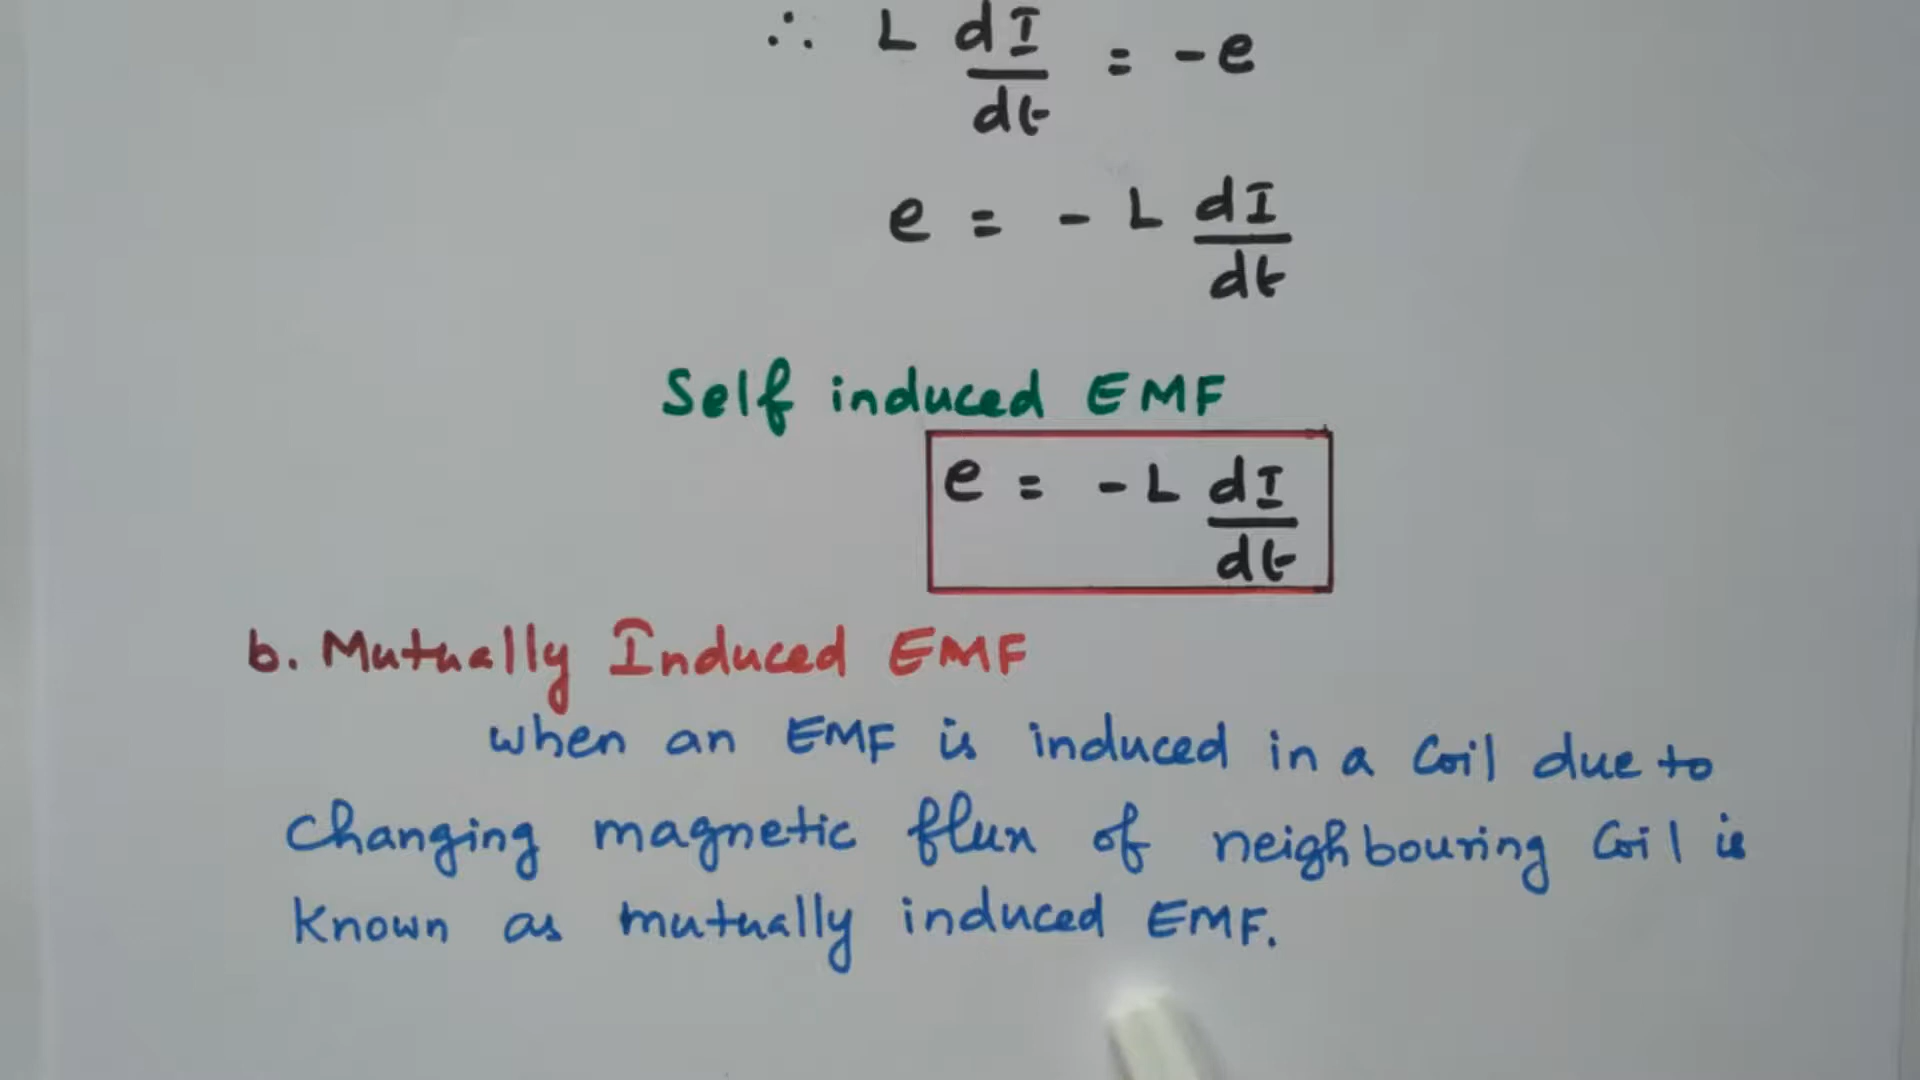 ∴ L dI/dt = -e
e = - L dI/dt
Self induced EMF
e = - L dI/dt
b. Mutually Induced EMF
when an EMF is induced in a Coil due to
Changing magnetic flux of neighbouring Coil is
Known as mutually induced EMF.